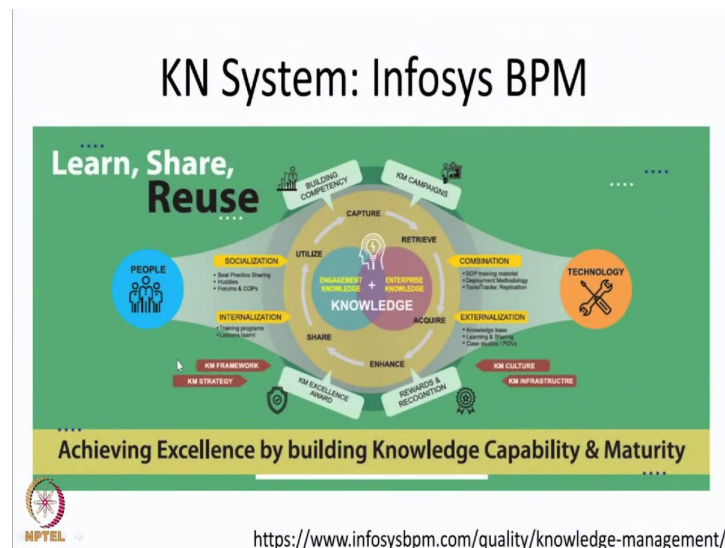 KN System: Infosys BPM
Learn, Share,
Reuse
BUILDING
COMPETENCY
KM CAMPAIGNS
CAPTURE
RETRIEVE
UTILIZE
PEOPLE
SOCIALIZATION
• Best Practice Sharing
• Huddles
• Forums & COPs
ENGAGEMENT
KNOWLEDGE
+
ENTERPRISE
KNOWLEDGE
KNOWLEDGE
COMBINATION
• SOP training material
• Deployment Methodology
• Tools/Tracks: Replication
TECHNOLOGY
INTERNALIZATION
• Training programs
• Lessons learnt
ACQUIRE
EXTERNALIZATION
• Knowledge base
• Learning & Sharing
• Case studies / POVs
SHARE
ENHANCE
KM FRAMEWORK
KM STRATEGY
KM EXCELLENCE
AWARD
REWARDS &
RECOGNITION
KM CULTURE
KM INFRASTRUCTRE
Achieving Excellence by building Knowledge Capability & Maturity
NPTEL
https://www.infosysbpm.com/quality/knowledge-management/